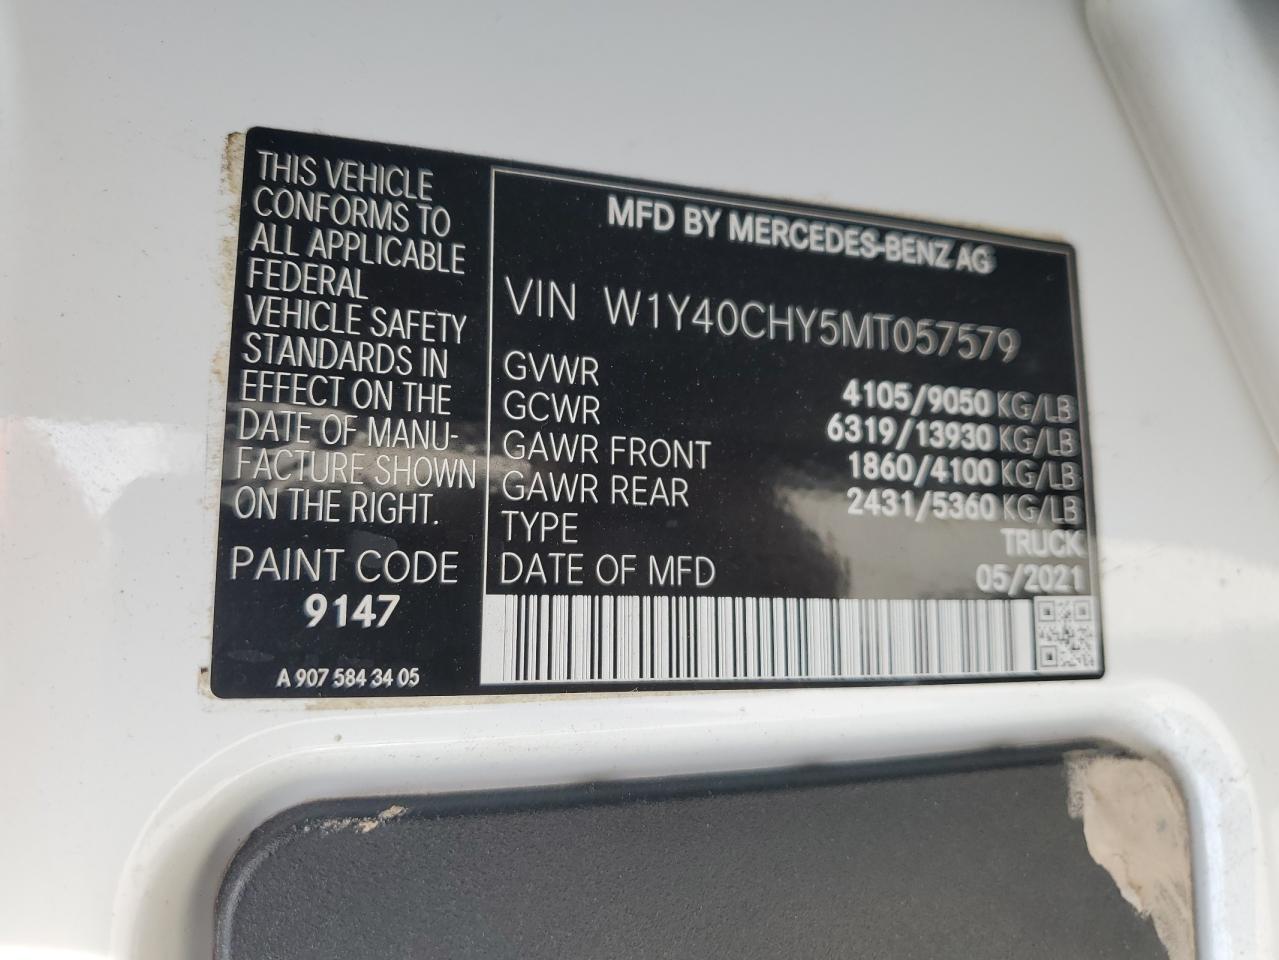 THIS VEHICLE
CONFORMS TO
ALL APPLICABLE
FEDERAL
VEHICLE SAFETY
STANDARDS IN
EFFECT ON THE
DATE OF MANU-
FACTURE SHOWN
ON THE RIGHT.
PAINT CODE
9147
A 907 584 34 05
MFD BY MERCEDES-BENZ AG
VIN W1Y40CHY5MT057579
GVWR 4105/9050 KG/LB
GCWR 6319/13930 KG/LB
GAWR FRONT 1860/4100 KG/LB
GAWR REAR 2431/5360 KG/LB
TYPE TRUCK
DATE OF MFD 05/2021